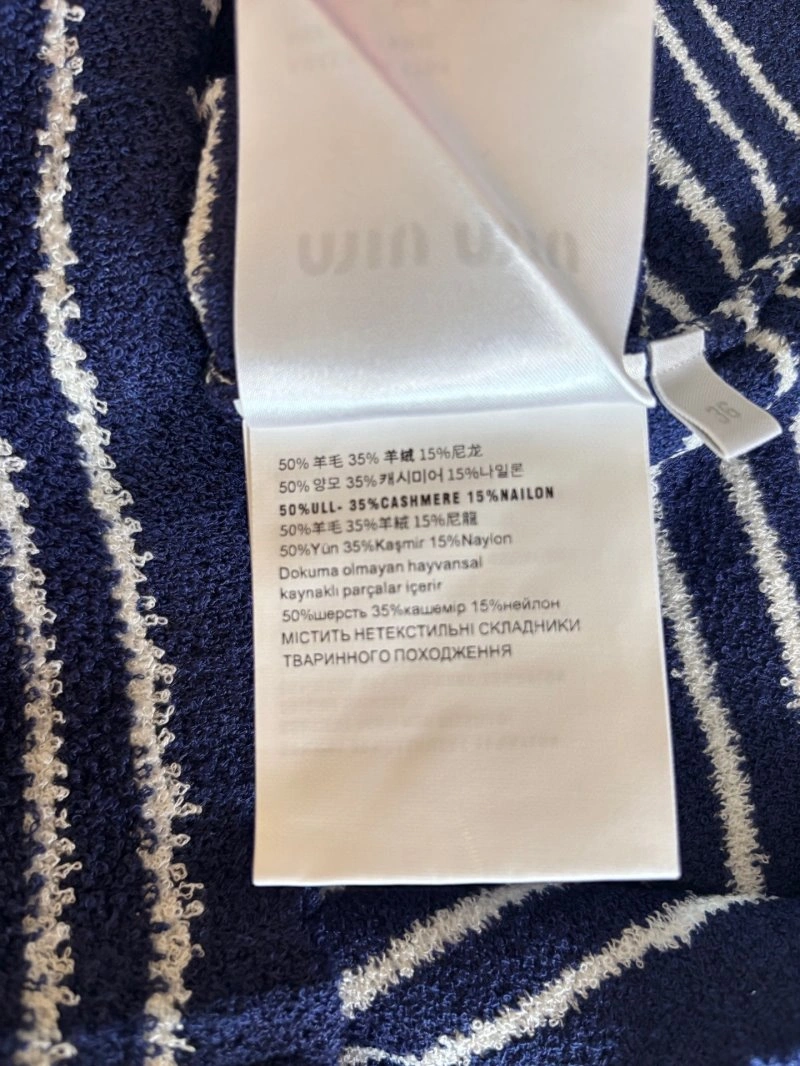 50% 羊毛 35% 羊绒 15%尼龙
50% 양모 35%캐시미어 15%나일론
50%ULL- 35%CASHMERE 15%NAILON
50%羊毛 35%羊絨 15%尼龍
50%Yün 35%Kaşmir 15%Naylon
Dokuma olmayan hayvansal
kaynaklı parçalar içerir
50%шерсть 35%кашемір 15%нейлон
МІСТИТЬ НЕТЕКСТИЛЬНІ СКЛАДНИКИ
ТВАРИННОГО ПОХОДЖЕННЯ
36